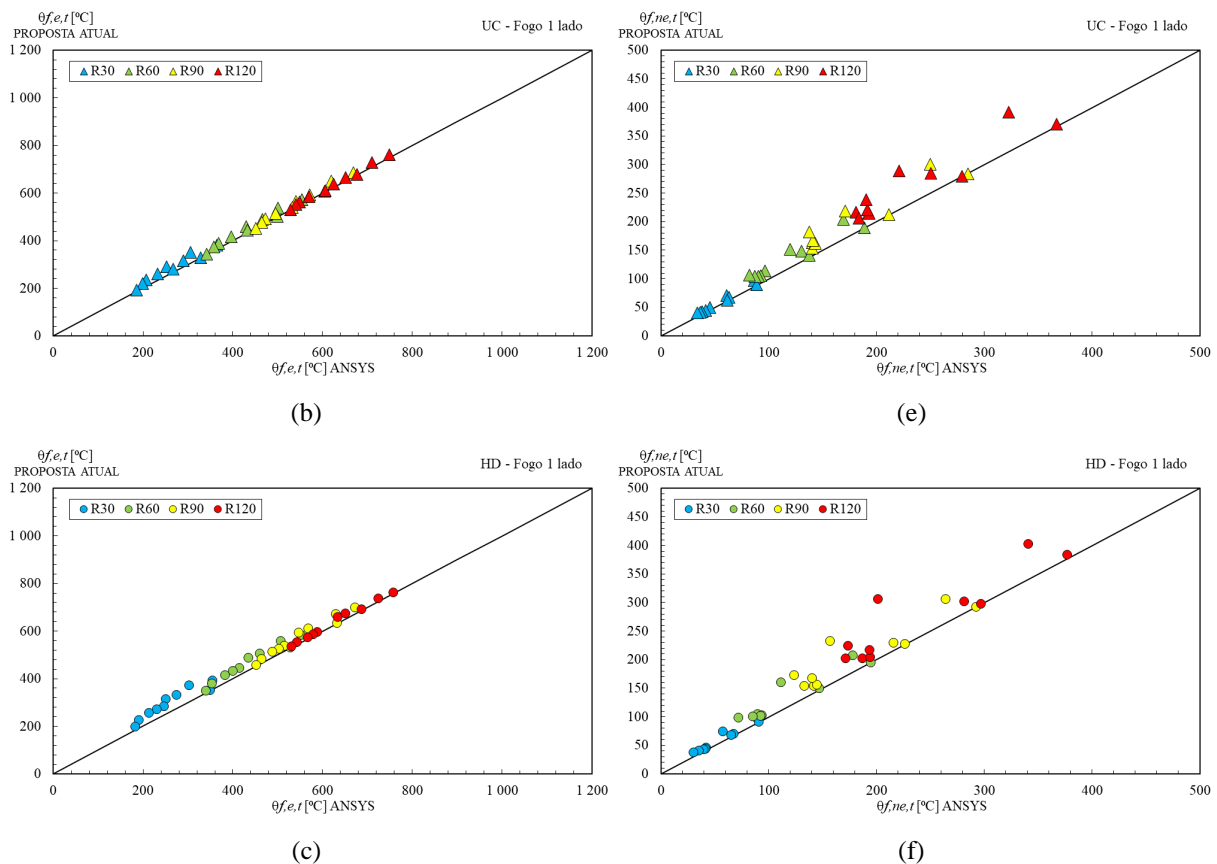 θf,e,t [ºC]
PROPOSTA ATUAL
UC - Fogo 1 lado
1 200
R30 R60 R90 R120
1 000
800
600
400
200
0
0 200 400 600 800 1 000 1 200
θf,e,t [ºC] ANSYS
(b)
θf,ne,t [ºC]
PROPOSTA ATUAL
UC - Fogo 1 lado
500
R30 R60 R90 R120
450
400
350
300
250
200
150
100
50
0
0 100 200 300 400 500
θf,ne,t [ºC] ANSYS
(e)
θf,e,t [ºC]
PROPOSTA ATUAL
HD - Fogo 1 lado
1 200
R30 R60 R90 R120
1 000
800
600
400
200
0
0 200 400 600 800 1 000 1 200
θf,e,t [ºC] ANSYS
(c)
θf,ne,t [ºC]
PROPOSTA ATUAL
HD - Fogo 1 lado
500
R30 R60 R90 R120
450
400
350
300
250
200
150
100
50
0
0 100 200 300 400 500
θf,ne,t [ºC] ANSYS
(f)